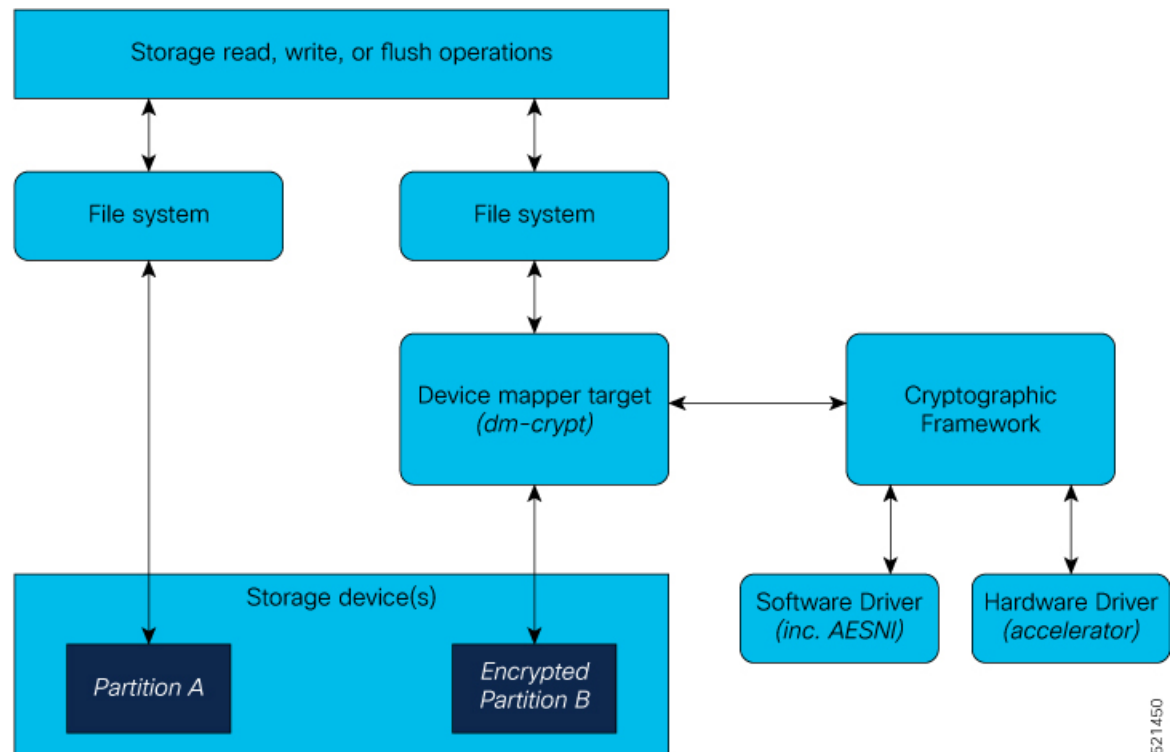 Storage read, write, or flush operations
File system
File system
Device mapper target
(dm-crypt)
Cryptographic
Framework
Storage device(s)
Software Driver
(inc. AESNI)
Hardware Driver
(accelerator)
Partition A
Encrypted
Partition B
521450